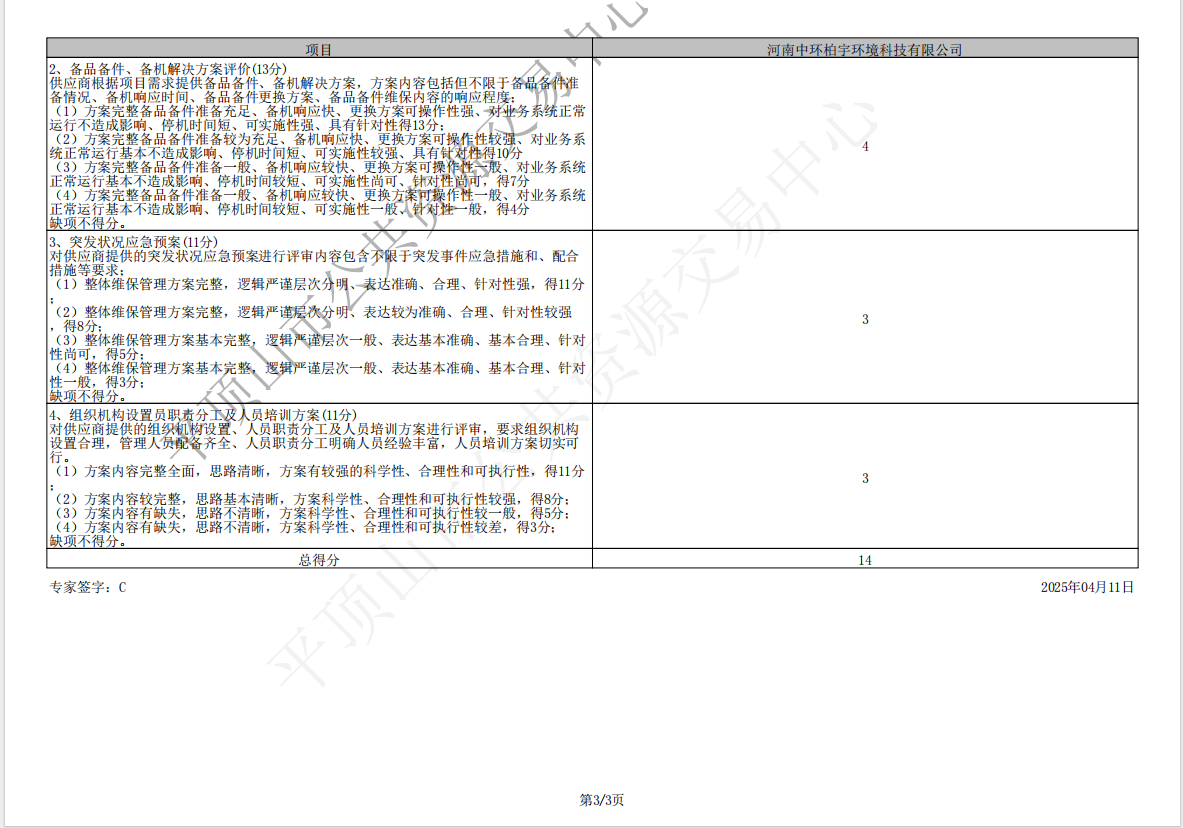 项目 河南中环柏宇环境科技有限公司
2、备品备件、备机解决方案评价(13分)
供应商根据项目需求提供备品备件、备机解决方案，方案内容包括但不限于备品备件准
备情况、备机响应时间、备品备件更换方案、备品备件维保内容的响应程度；
（1）方案完整备品备件准备充足、备机响应快、更换方案可操作性强、对业务系统正常
运行不造成影响、停机时间短、可实施性强、具有针对性得13分；
（2）方案完整备品备件准备较为充足、备机响应快、更换方案可操作性较强、对业务系
统正常运行基本不造成影响、停机时间短、可实施性较强、具有针对性得10分
（3）方案完整备品备件准备一般、备机响应较快、更换方案可操作性一般、对业务系统
正常运行基本不造成影响、停机时间较短、可实施性尚可、针对性尚可，得7分
（4）方案完整备品备件准备一般、备机响应较快、更换方案可操作性一般、对业务系统
正常运行基本不造成影响、停机时间较短、可实施性一般、针对性一般，得4分
缺项不得分。
4
3、突发状况应急预案(11分)
对供应商提供的突发状况应急预案进行评审内容包含不限于突发事件应急措施和、配合
措施等要求；
（1）整体维保管理方案完整，逻辑严谨层次分明、表达准确、合理、针对性强，得11分
；
（2）整体维保管理方案完整，逻辑严谨层次分明、表达较为准确、合理、针对性较强
，得8分；
（3）整体维保管理方案基本完整，逻辑严谨层次一般、表达基本准确、基本合理、针对
性尚可，得5分；
（4）整体维保管理方案基本完整，逻辑严谨层次一般、表达基本准确、基本合理、针对
性一般，得3分；
缺项不得分。
3
4、组织机构设置员职责分工及人员培训方案(11分)
对供应商提供的组织机构设置、人员职责分工及人员培训方案进行评审，要求组织机构
设置合理，管理人员配备齐全、人员职责分工明确人员经验丰富，人员培训方案切实可
行。
（1）方案内容完整全面，思路清晰，方案有较强的科学性、合理性和可执行性，得11分
；
（2）方案内容较完整，思路基本清晰，方案科学性、合理性和可执行性较强，得8分；
（3）方案内容有缺失，思路不清晰，方案科学性、合理性和可执行性较一般，得5分；
（4）方案内容有缺失，思路不清晰，方案科学性、合理性和可执行性较差，得3分；
缺项不得分。
3
总得分 14
专家签字：C 2025年04月11日
平顶山市公共资源交易中心
平顶山市公共资源交易中心
第3/3页